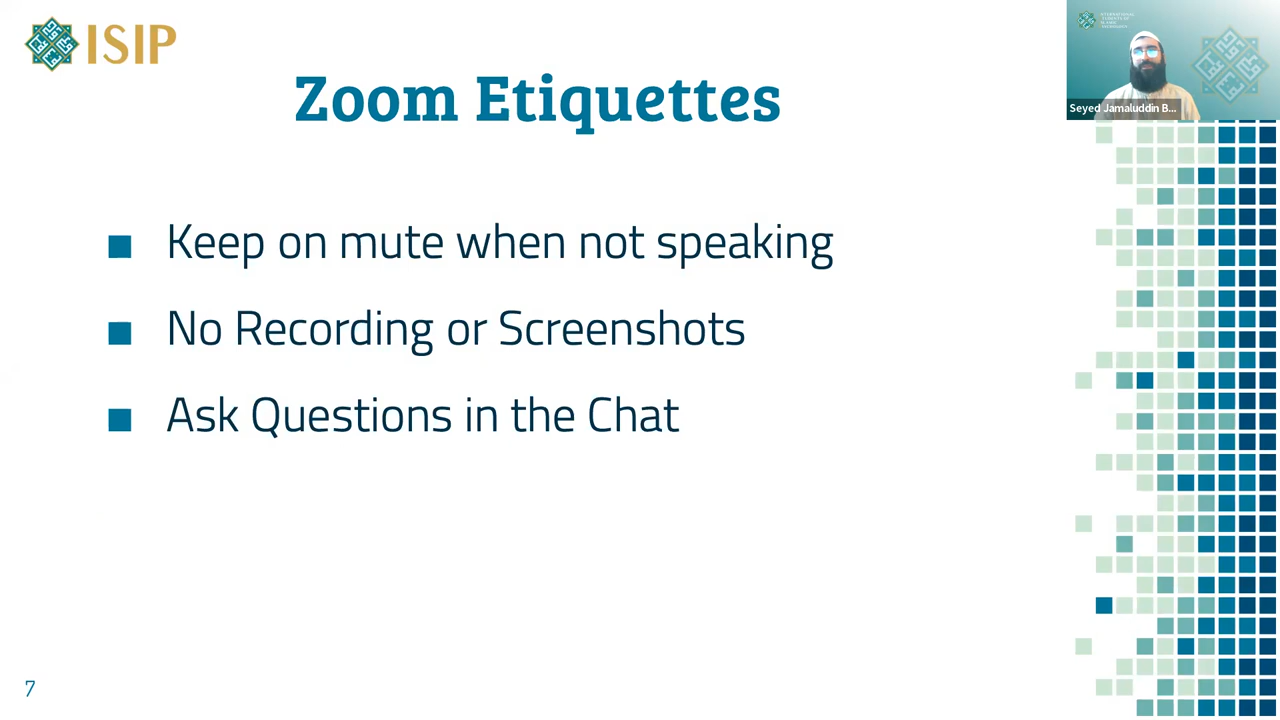 ISIP
Zoom Etiquettes
Keep on mute when not speaking
No Recording or Screenshots
Ask Questions in the Chat
7
Seyed Jamaluddin B...